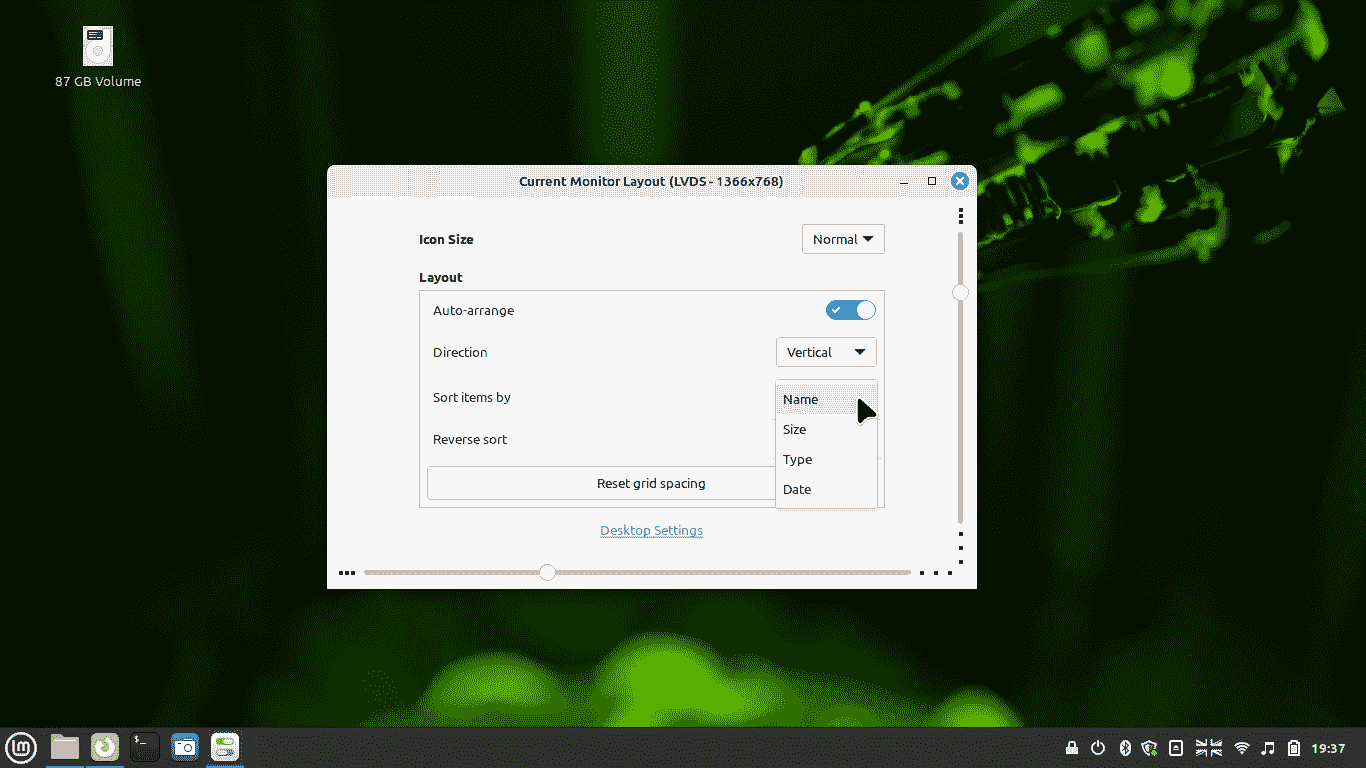 87 GB Volume
Current Monitor Layout (LVDS - 1366x768)
Icon Size
Normal
Layout
Auto-arrange
Direction
Vertical
Sort items by
Name
Size
Reverse sort
Type
Reset grid spacing
Date
Desktop Settings
19:37